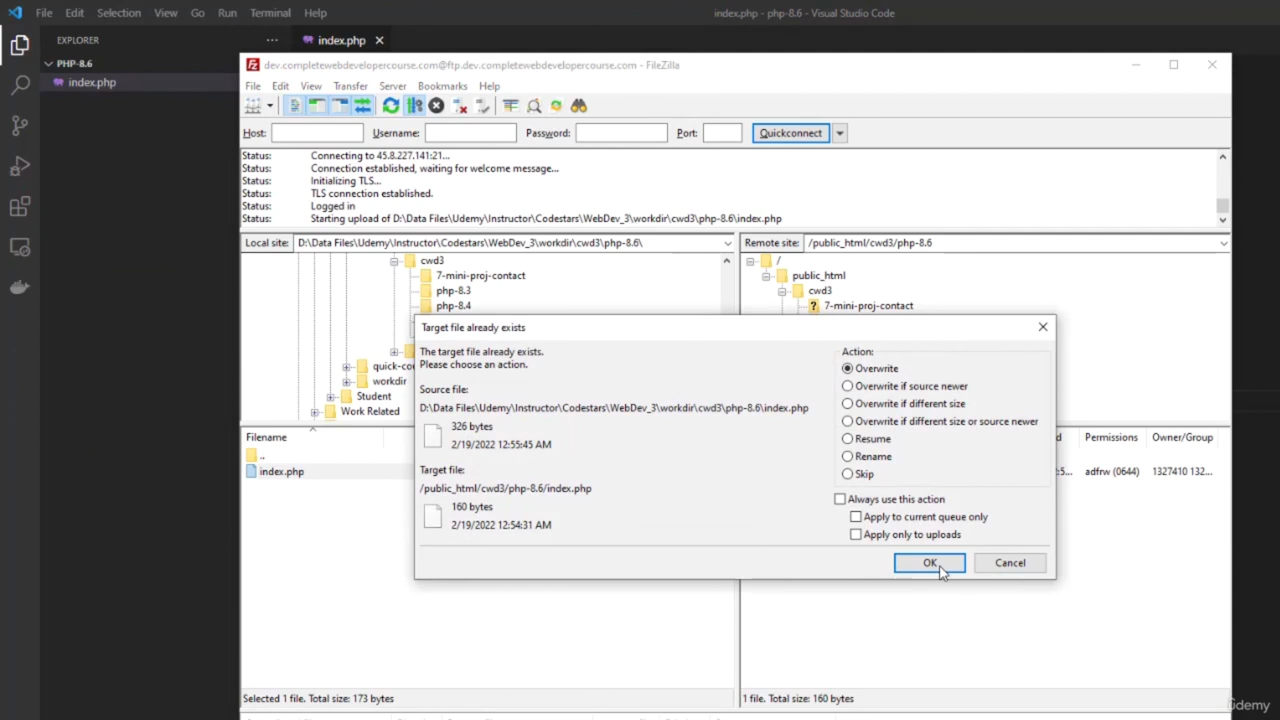 File Edit Selection View Go Run Terminal Help index.php - php-8.6 - Visual Studio Code
EXPLORER ··· index.php
PHP-8.6
index.php
dev.completewebdevelopercourse.com@ftp.dev.completewebdevelopercourse.com - FileZilla
File Edit View Transfer Server Bookmarks Help
Host: Username: Password: Port: Quickconnect
Status: Connecting to 45.8.227.141:21...
Status: Connection established, waiting for welcome message...
Status: Initializing TLS...
Status: TLS connection established.
Status: Logged in
Status: Starting upload of D:\Data Files\Udemy\Instructor\Codestars\WebDev_3\workdir\cwd3\php-8.6\index.php
Local site: D:\Data Files\Udemy\Instructor\Codestars\WebDev_3\workdir\cwd3\php-8.6\
Remote site: /public_html/cwd3/php-8.6
cwd3
7-mini-proj-contact
php-8.3
php-8.4
quick-co
workdir
Student
Work Related
/
public_html
cwd3
7-mini-proj-contact
Target file already exists
The target file already exists.
Please choose an action.
Source file:
D:\Data Files\Udemy\Instructor\Codestars\WebDev_3\workdir\cwd3\php-8.6\index.php
326 bytes
2/19/2022 12:55:45 AM
Target file:
/public_html/cwd3/php-8.6/index.php
160 bytes
2/19/2022 12:54:31 AM
Action:
Overwrite
Overwrite if source newer
Overwrite if different size
Overwrite if different size or source newer
Resume
Rename
Skip
Always use this action
Apply to current queue only
Apply only to uploads
OK Cancel
Filename
..
index.php
d Permissions Owner/Group
:5... adfrw (0644) 1327410 132...
Selected 1 file. Total size: 173 bytes
1 file. Total size: 160 bytes
Udemy